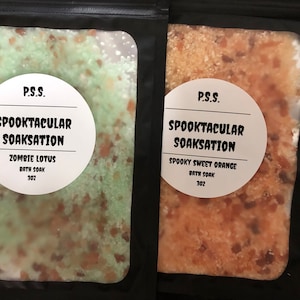 P.S.S.
SPOOKTACULAR
SOAKSATION
ZOMBIE LOTUS
BATH SOAK
3OZ
P.S.S.
SPOOKTACULAR
SOAKSATION
SPOOKY SWEET ORANGE
BATH SOAK
3OZ